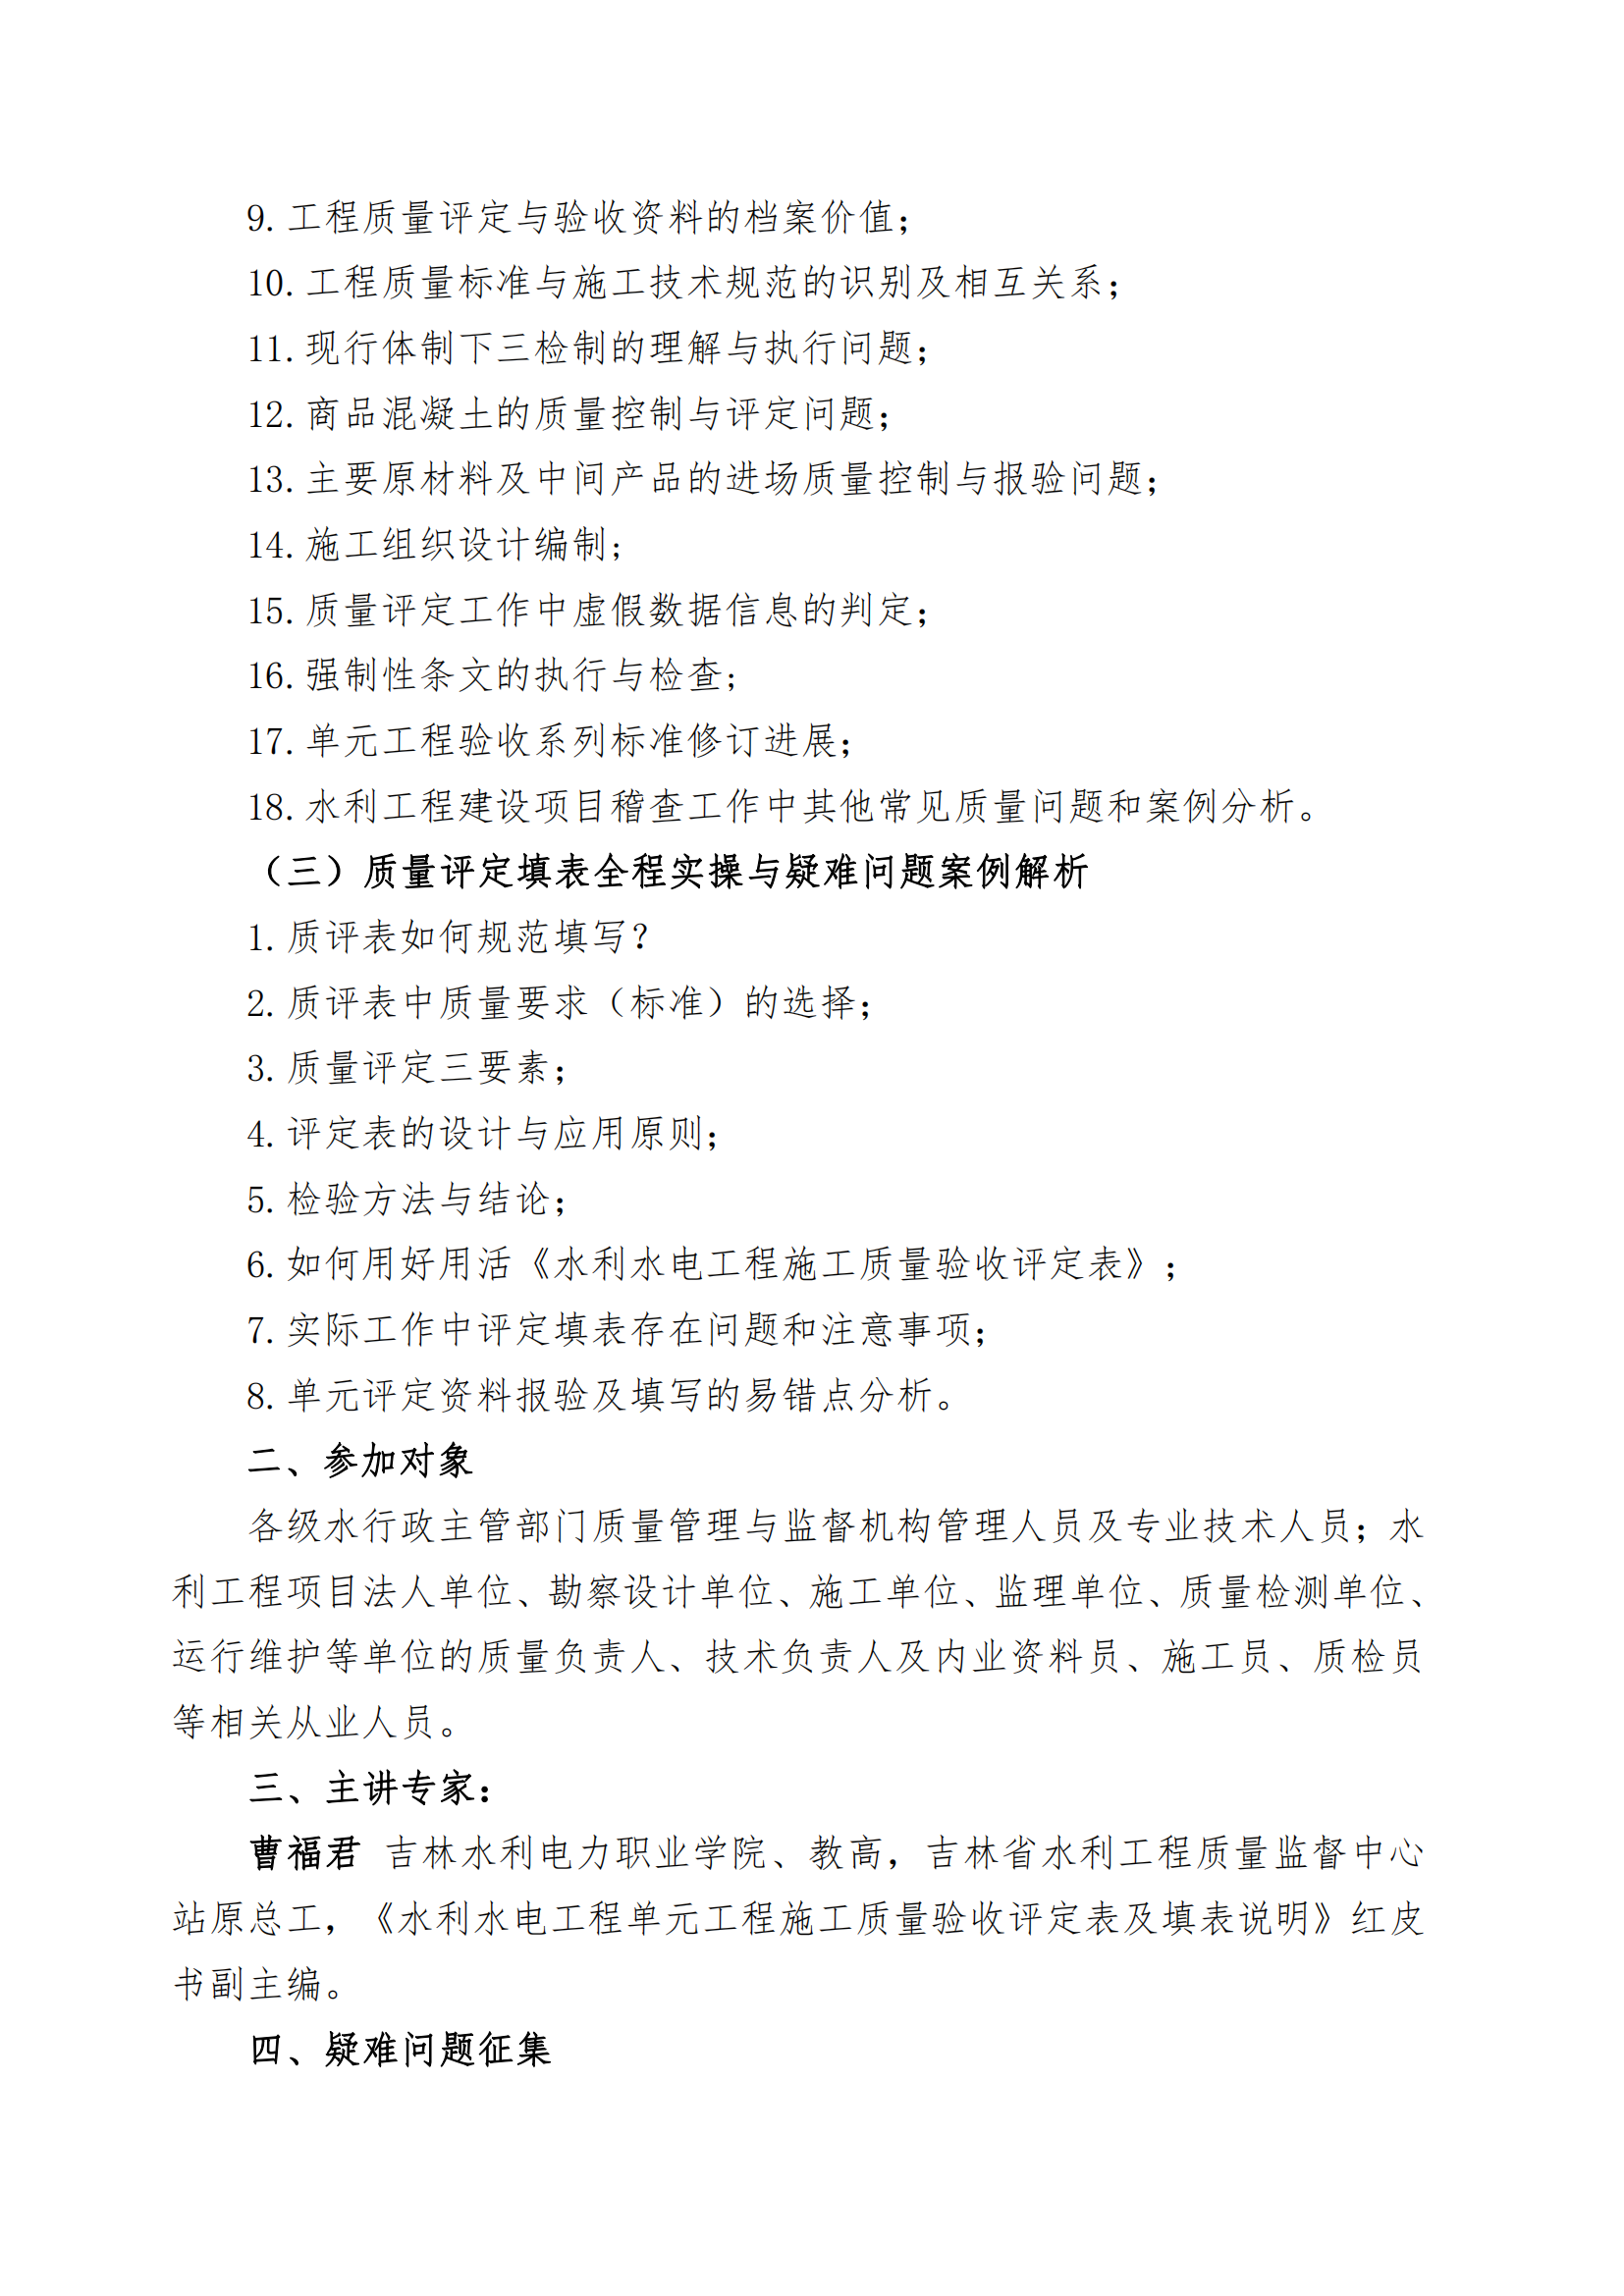 9. 工程质量评定与验收资料的档案价值；
10. 工程质量标准与施工技术规范的识别及相互关系；
11. 现行体制下三检制的理解与执行问题；
12. 商品混凝土的质量控制与评定问题；
13. 主要原材料及中间产品的进场质量控制与报验问题；
14. 施工组织设计编制；
15. 质量评定工作中虚假数据信息的判定；
16. 强制性条文的执行与检查；
17. 单元工程验收系列标准修订进展；
18. 水利工程建设项目稽查工作中其他常见质量问题和案例分析。
（三）质量评定填表全程实操与疑难问题案例解析
1. 质评表如何规范填写？
2. 质评表中质量要求（标准）的选择；
3. 质量评定三要素；
4. 评定表的设计与应用原则；
5. 检验方法与结论；
6. 如何用好用活《水利水电工程施工质量验收评定表》；
7. 实际工作中评定填表存在问题和注意事项；
8. 单元评定资料报验及填写的易错点分析。
二、参加对象
各级水行政主管部门质量管理与监督机构管理人员及专业技术人员；水
利工程项目法人单位、勘察设计单位、施工单位、监理单位、质量检测单位、
运行维护等单位的质量负责人、技术负责人及内业资料员、施工员、质检员
等相关从业人员。
三、主讲专家：
曹福君 吉林水利电力职业学院、教高，吉林省水利工程质量监督中心
站原总工，《水利水电工程单元工程施工质量验收评定表及填表说明》红皮
书副主编。
四、疑难问题征集